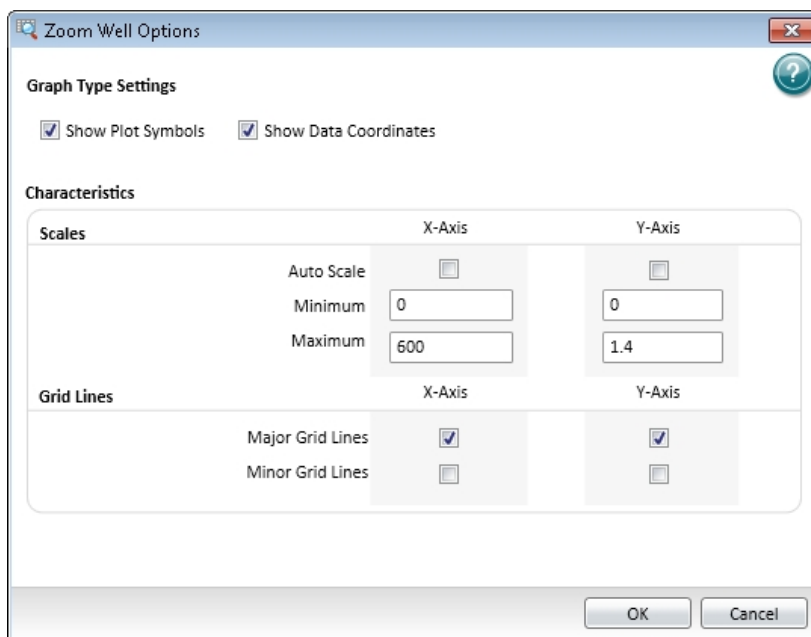 Zoom Well Options
?
Graph Type Settings
Show Plot Symbols Show Data Coordinates
Characteristics
Scales X-Axis Y-Axis
Auto Scale
Minimum 0 0
Maximum 600 1.4
Grid Lines X-Axis Y-Axis
Major Grid Lines
Minor Grid Lines
OK Cancel